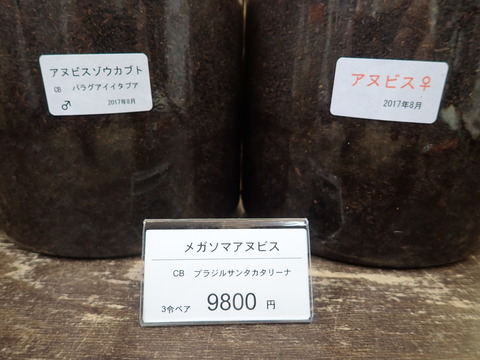 アヌビスゾウカブト
CB パラグアイイタプア
♂ 2017年8月
アヌビス♀
2017年8月
メガソマアヌビス
CB ブラジルサンタカタリーナ
3令ペア 9800 円